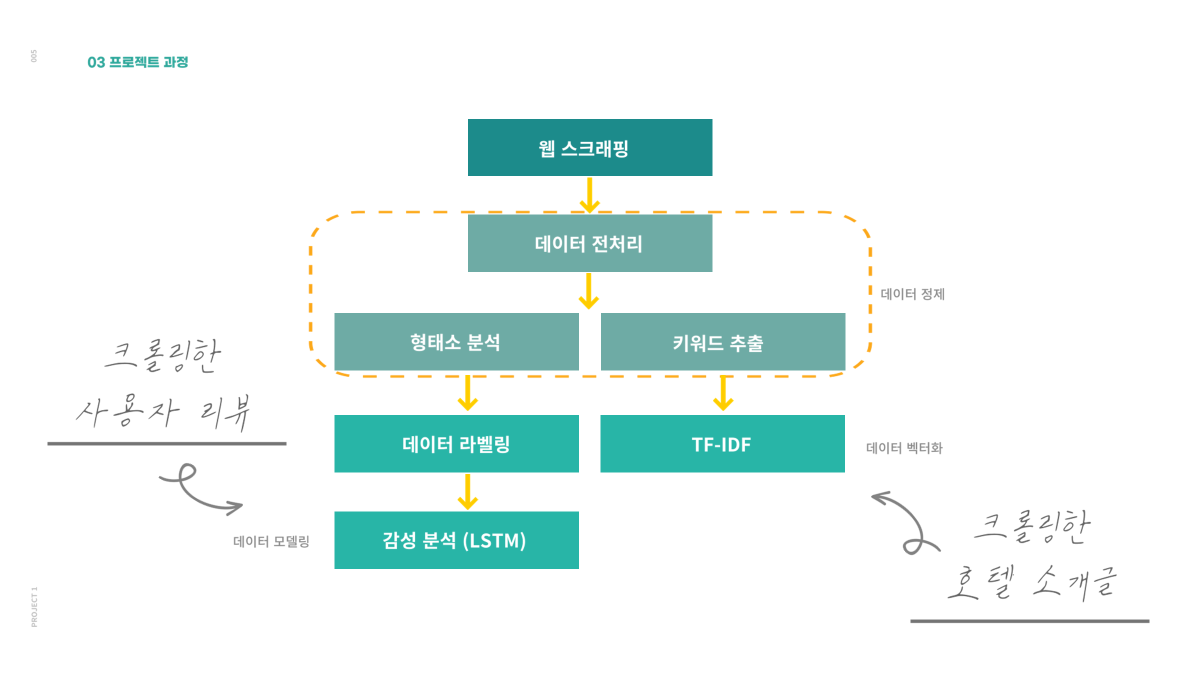 005
03 프로젝트 과정
웹 스크래핑
데이터 전처리
데이터 정제
형태소 분석
키워드 추출
크롤링한
사용자 리뷰
데이터 라벨링
TF-IDF
데이터 벡터화
데이터 모델링
감성 분석 (LSTM)
크롤링한
호텔 소개글
PROJECT 1